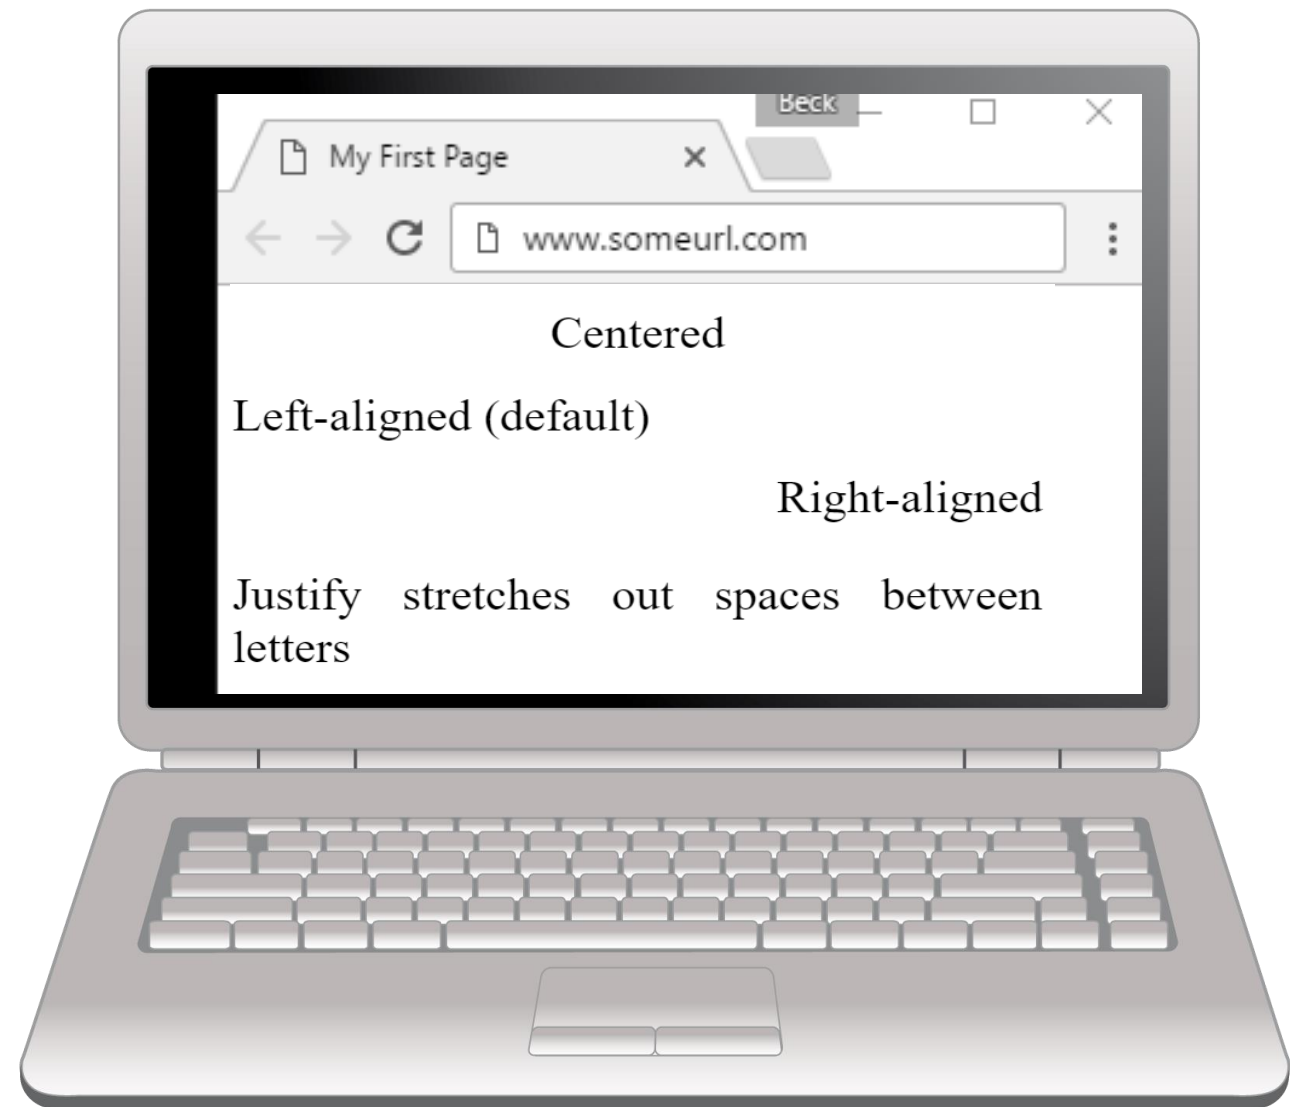 Beck
My First Page
www.someurl.com
Centered
Left-aligned (default)
Right-aligned
Justify stretches out spaces between
letters